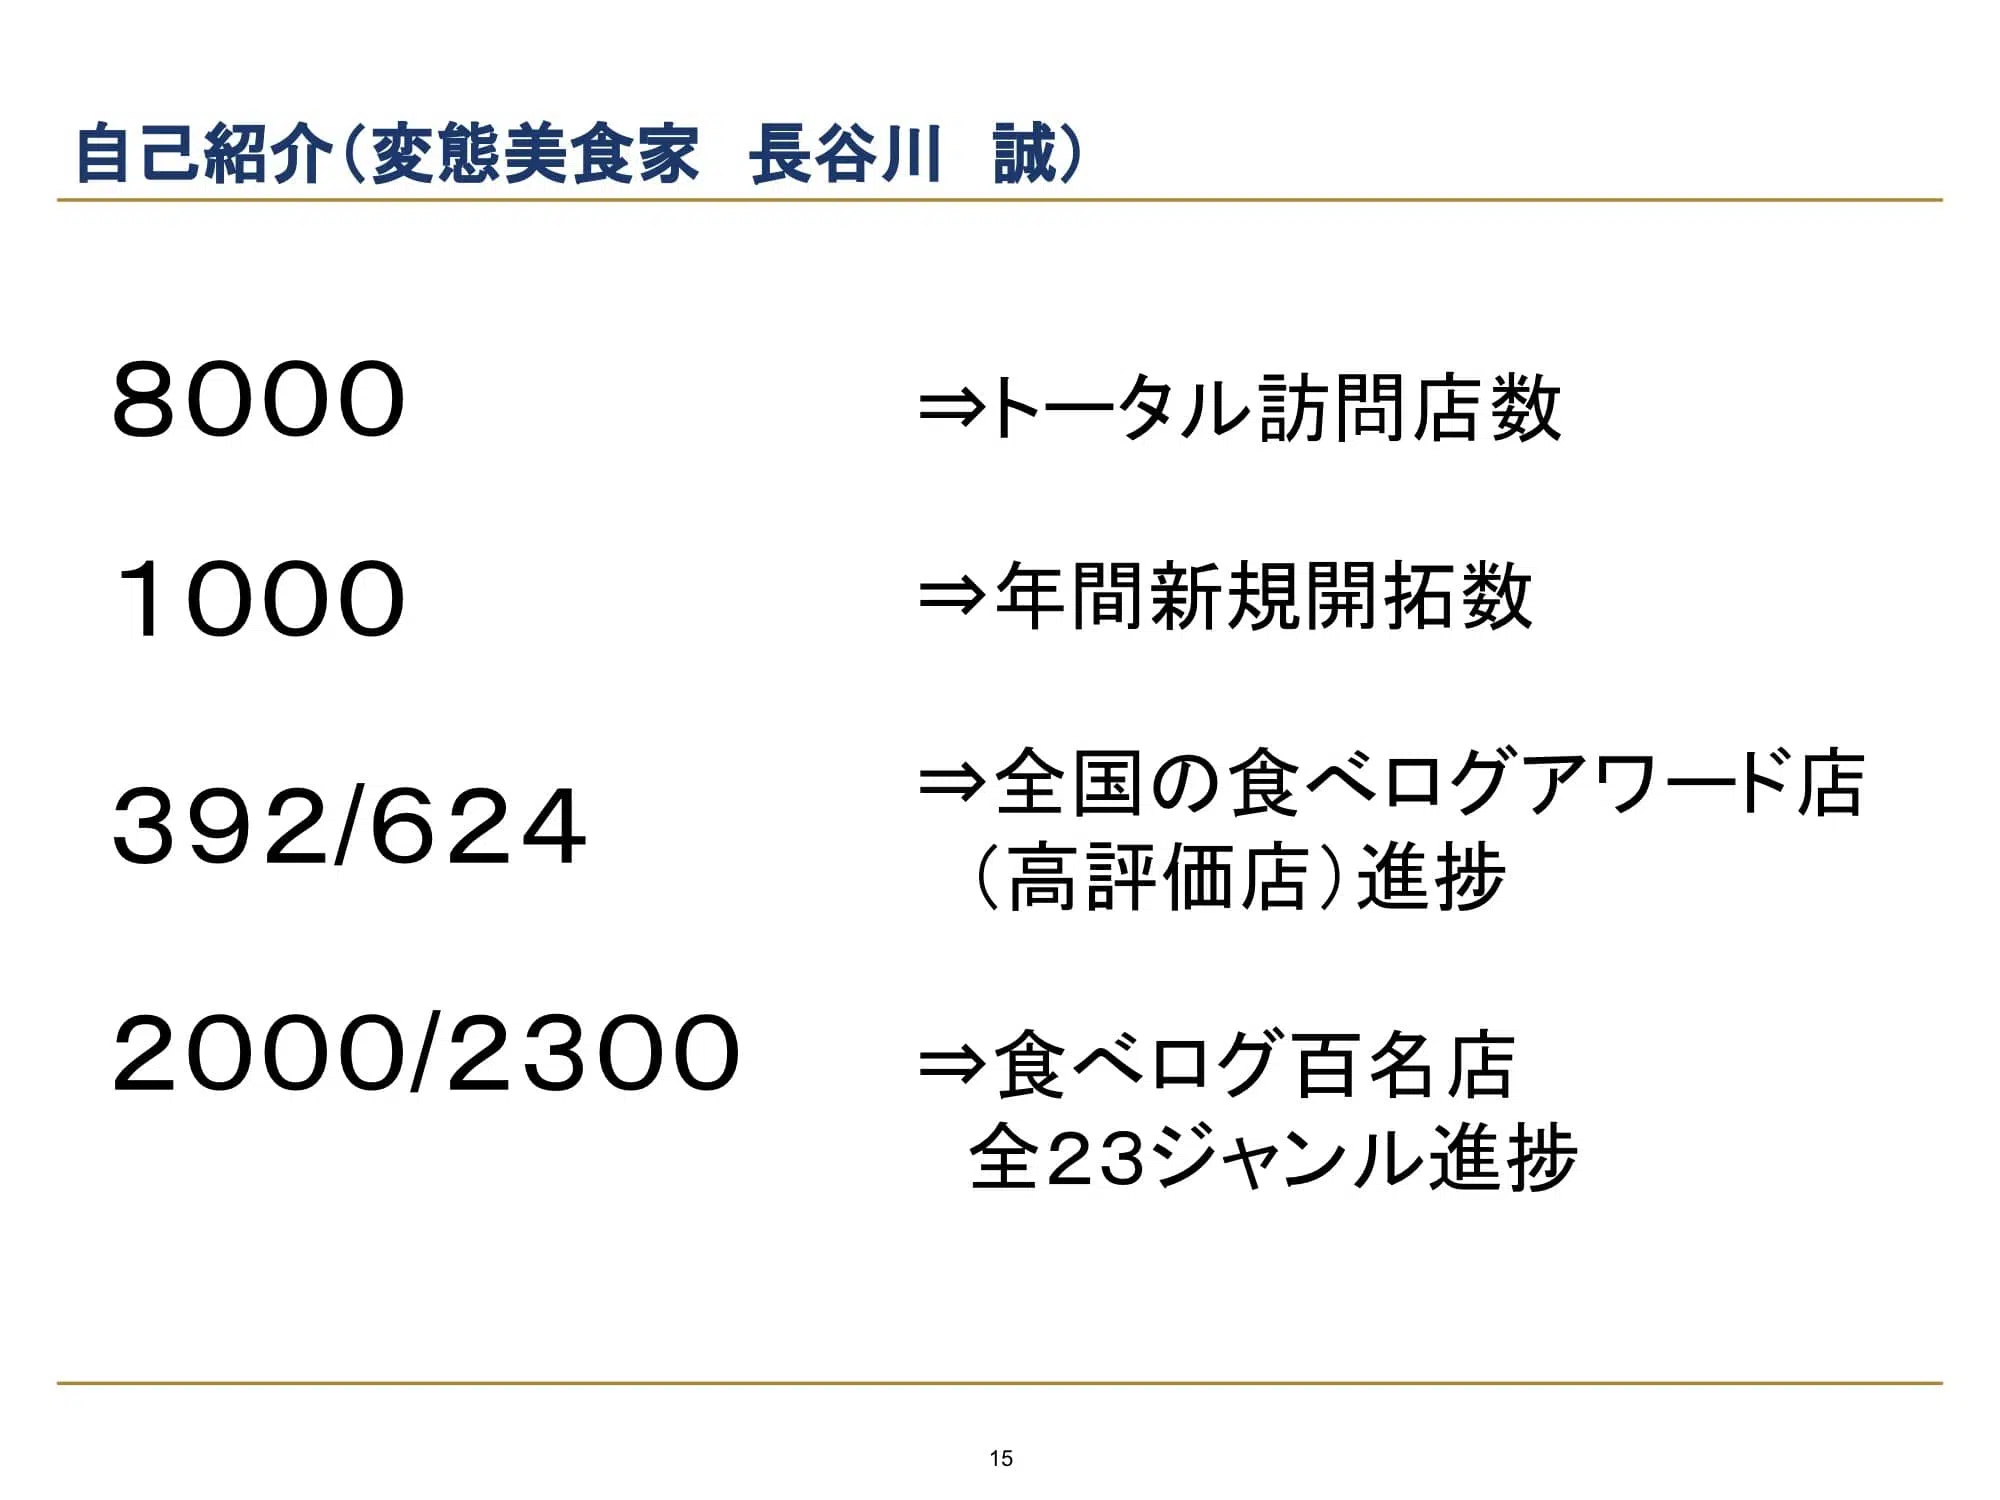 自己紹介（変態美食家　長谷川　誠）
８０００
⇒トータル訪問店数
１０００
⇒年間新規開拓数
３９２/６２４
⇒全国の食べログアワード店
（高評価店）進捗
２０００/２３００
⇒食べログ百名店
全２３ジャンル進捗
15